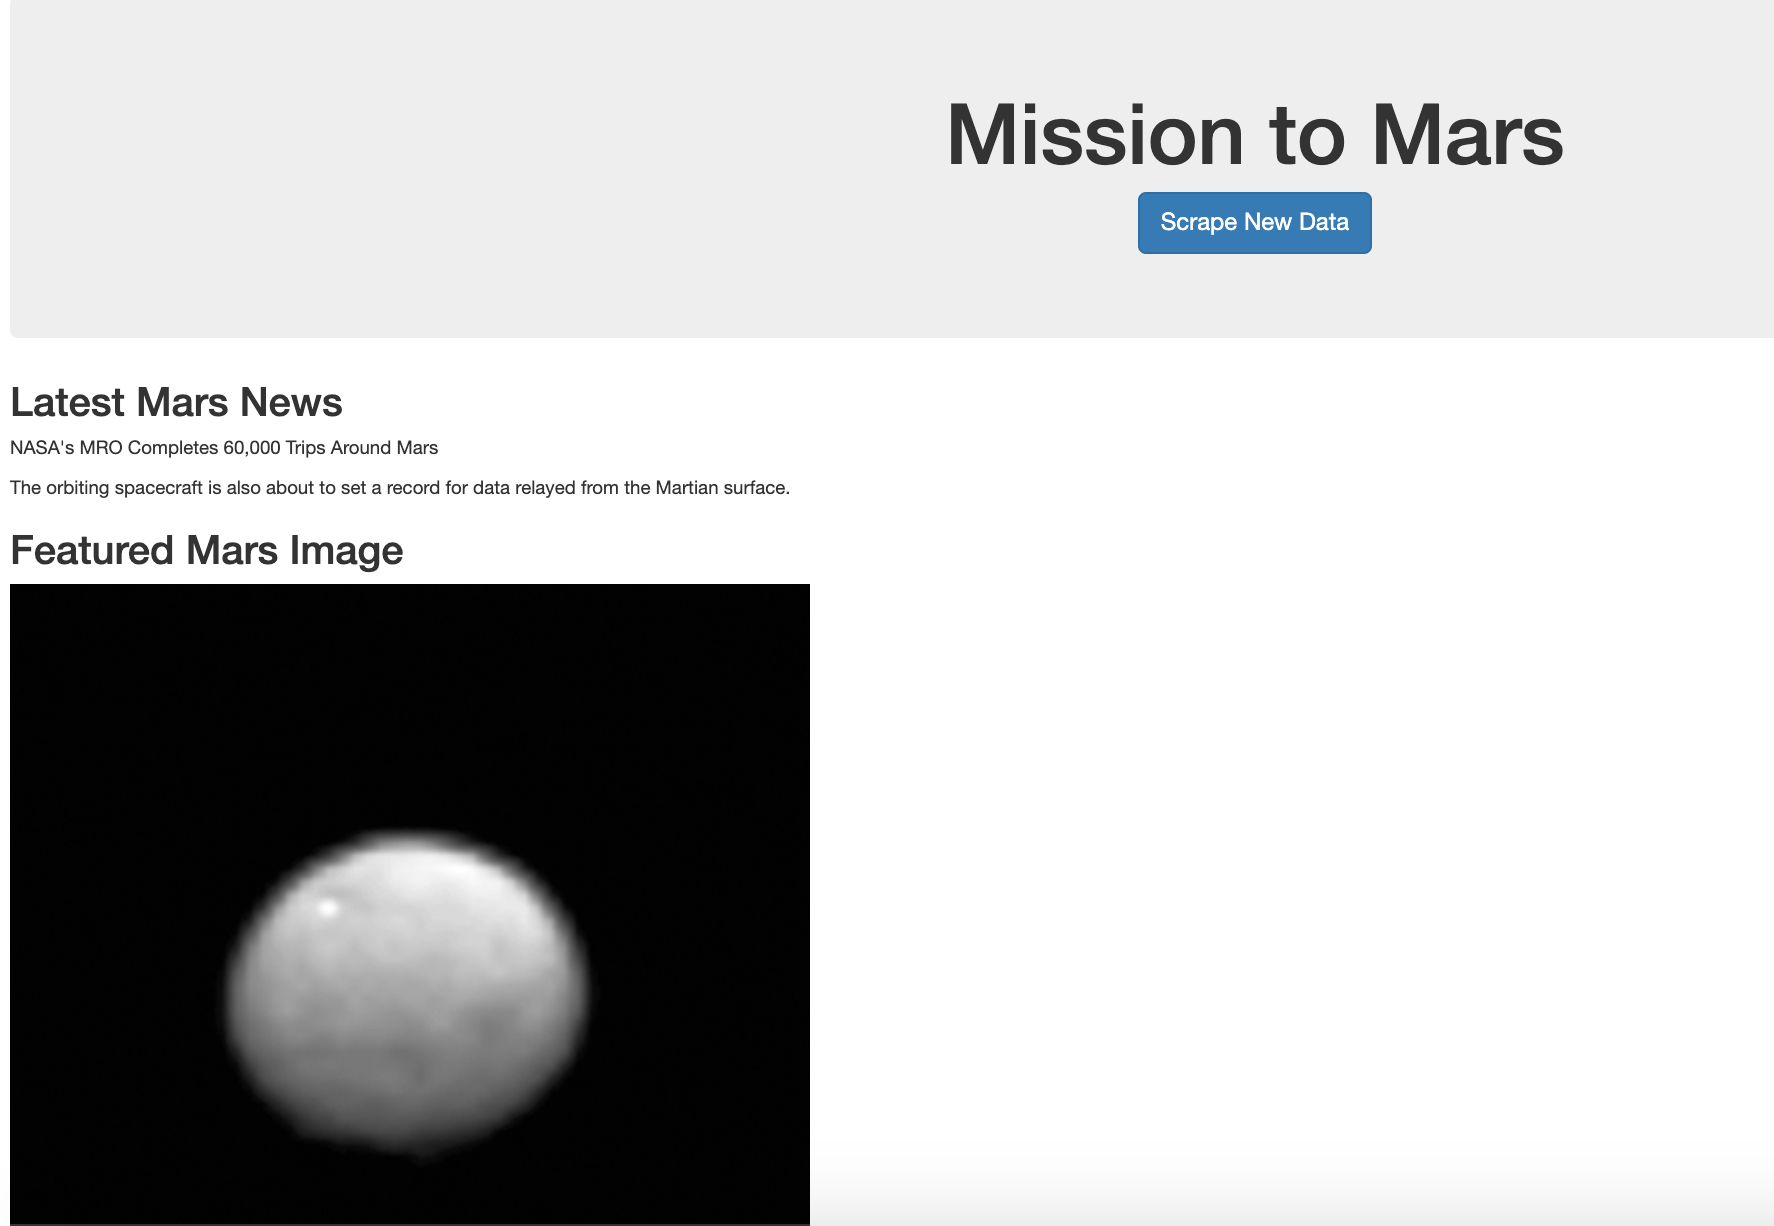 Mission to Mars
Scrape New Data
Latest Mars News
NASA's MRO Completes 60,000 Trips Around Mars
The orbiting spacecraft is also about to set a record for data relayed from the Martian surface.
Featured Mars Image